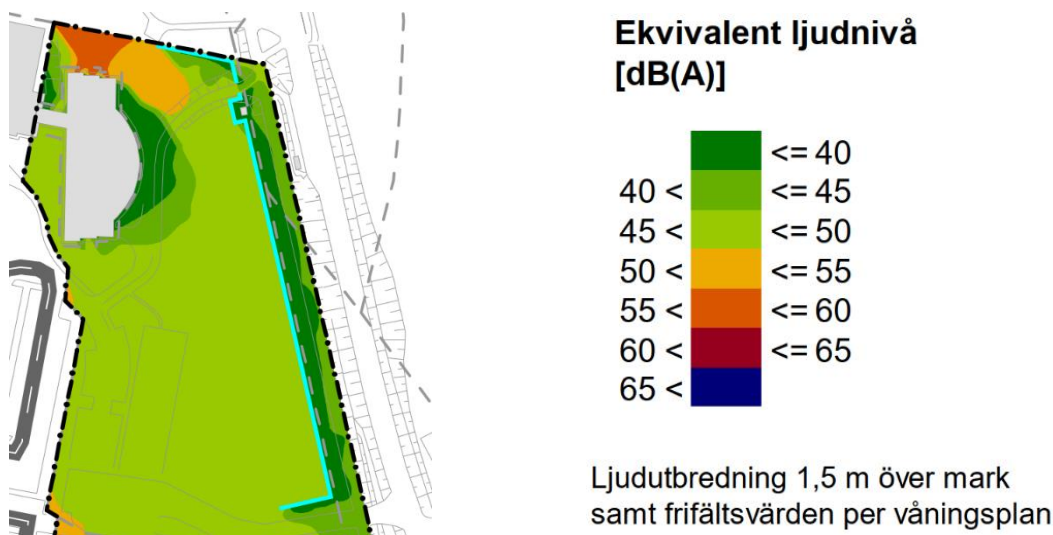 Ekvivalent ljudnivå
[dB(A)]
<= 40
40 < <= 45
45 < <= 50
50 < <= 55
55 < <= 60
60 < <= 65
65 <
Ljudutbredning 1,5 m över mark
samt frifältsvärden per våningsplan